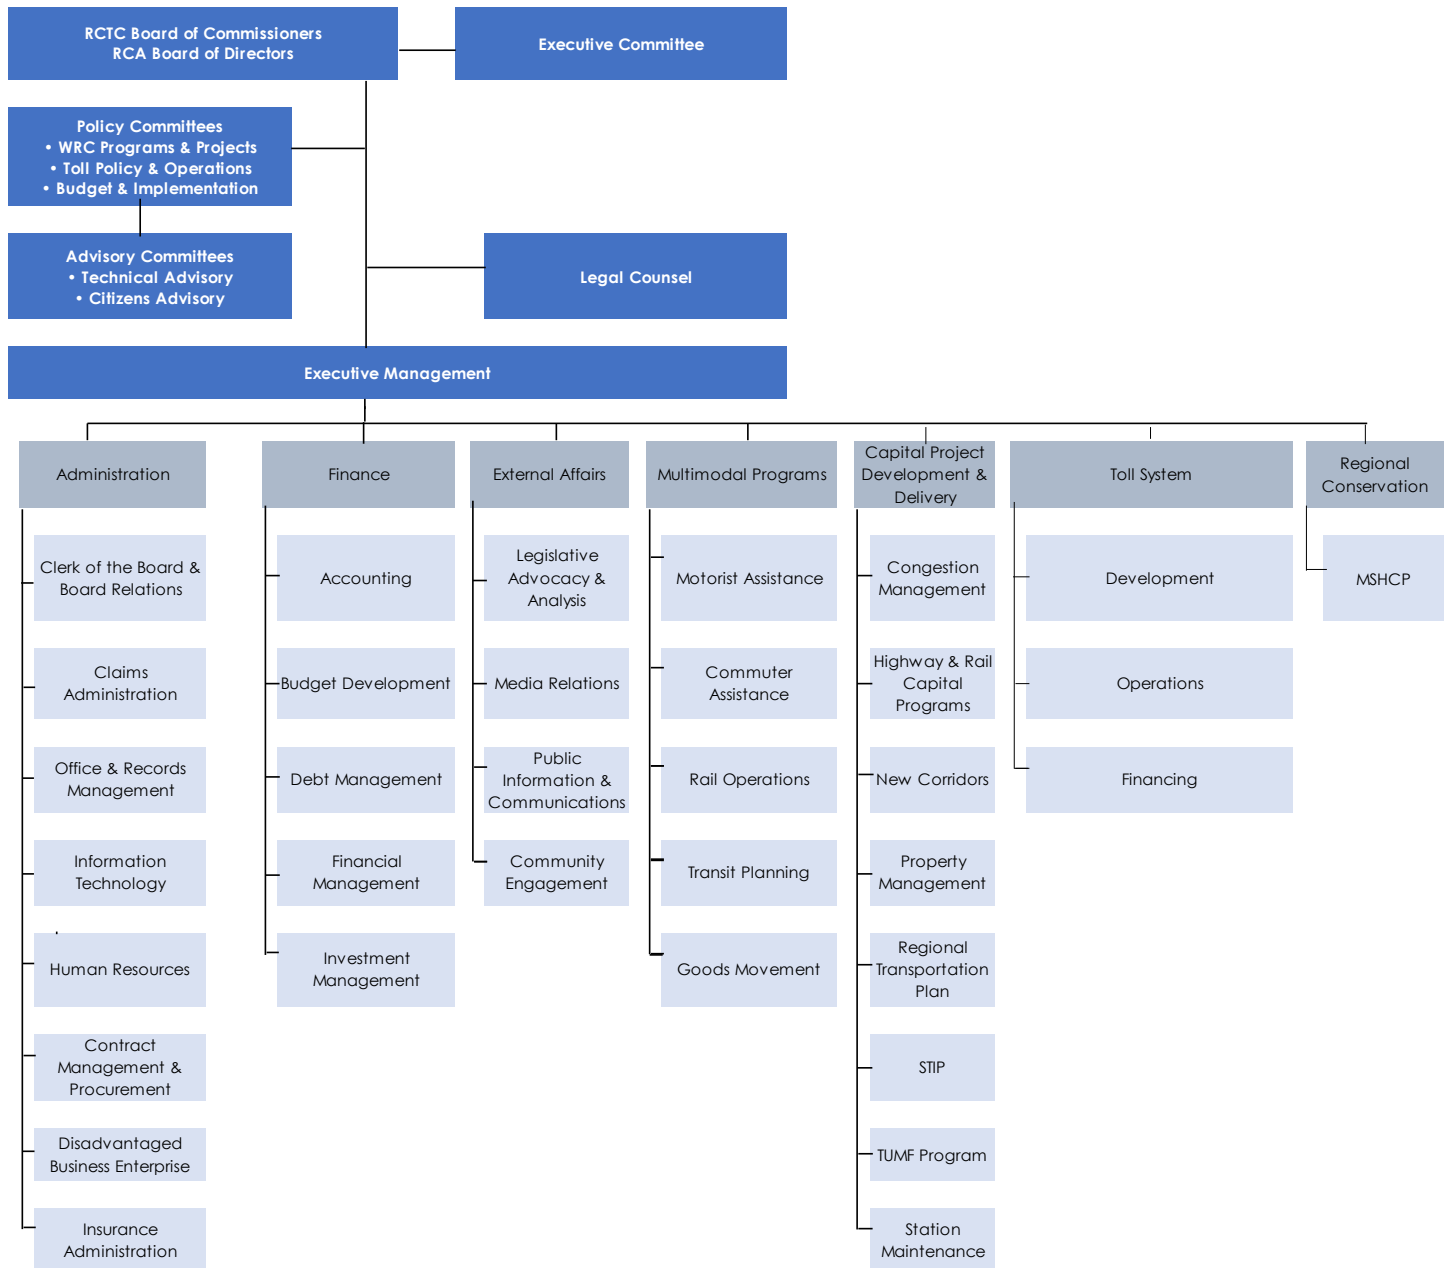 RCTC Board of Commissioners
RCA Board of Directors
Executive Committee
Policy Committees
• WRC Programs & Projects
• Toll Policy & Operations
• Budget & Implementation
Advisory Committees
• Technical Advisory
• Citizens Advisory
Legal Counsel
Executive Management
Administration
Clerk of the Board &
Board Relations
Claims
Administration
Office & Records
Management
Information
Technology
Human Resources
Contract
Management &
Procurement
Disadvantaged
Business Enterprise
Insurance
Administration
Finance
Accounting
Budget Development
Debt Management
Financial
Management
Investment
Management
External Affairs
Legislative
Advocacy &
Analysis
Media Relations
Public
Information &
Communications
Community
Engagement
Multimodal Programs
Motorist Assistance
Commuter
Assistance
Rail Operations
Transit Planning
Goods Movement
Capital Project
Development &
Delivery
Congestion
Management
Highway & Rail
Capital
Programs
New Corridors
Property
Management
Regional
Transportation
Plan
STIP
TUMF Program
Station
Maintenance
Toll System
Development
Operations
Financing
Regional
Conservation
MSHCP